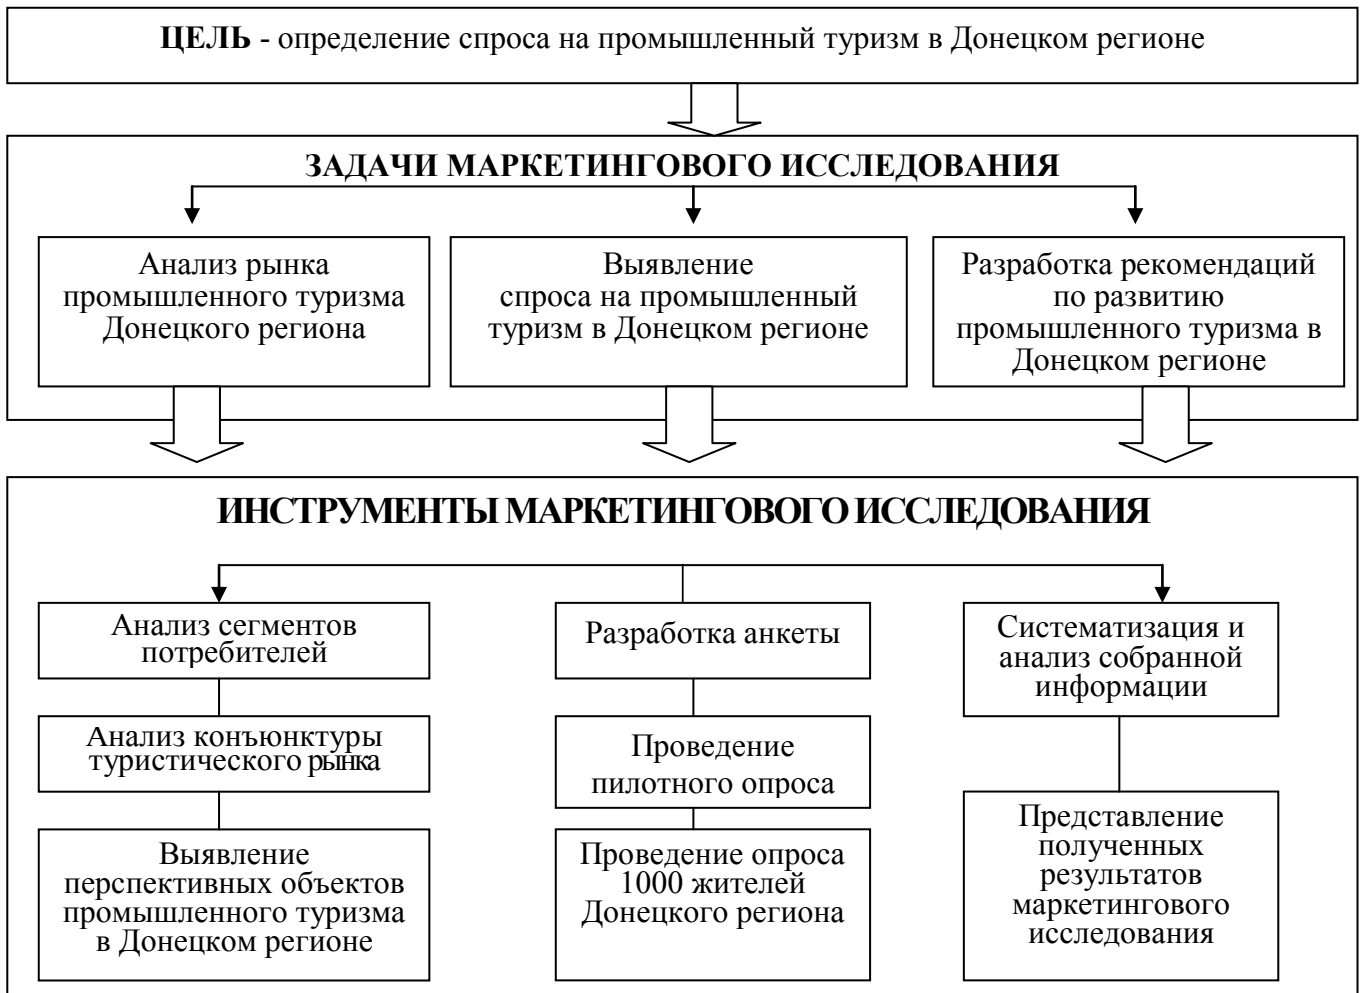 ЦЕЛЬ - определение спроса на промышленный туризм в Донецком регионе
ЗАДАЧИ МАРКЕТИНГОВОГО ИССЛЕДОВАНИЯ
Анализ рынка
промышленного туризма
Донецкого региона
Выявление
спроса на промышленный
туризм в Донецком регионе
Разработка рекомендаций
по развитию
промышленного туризма в
Донецком регионе
ИНСТРУМЕНТЫ МАРКЕТИНГОВОГО ИССЛЕДОВАНИЯ
Анализ сегментов
потребителей
Анализ конъюнктуры
туристического рынка
Выявление
перспективных объектов
промышленного туризма
в Донецком регионе
Разработка анкеты
Проведение
пилотного опроса
Проведение опроса
1000 жителей
Донецкого региона
Систематизация и
анализ собранной
информации
Представление
полученных
результатов
маркетингового
исследования